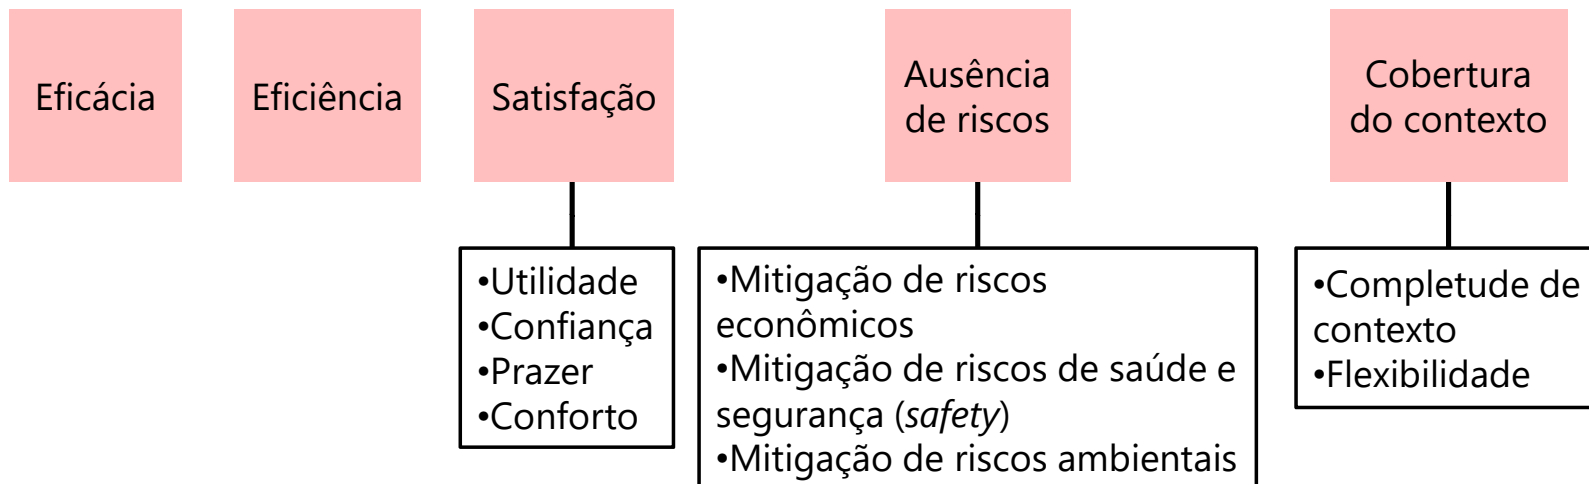 Eficácia
Eficiência
Satisfação
Ausência
de riscos
Cobertura
do contexto
•Utilidade
•Confiança
•Prazer
•Conforto
•Mitigação de riscos
econômicos
•Mitigação de riscos de saúde e
segurança (safety)
•Mitigação de riscos ambientais
•Completude de
contexto
•Flexibilidade